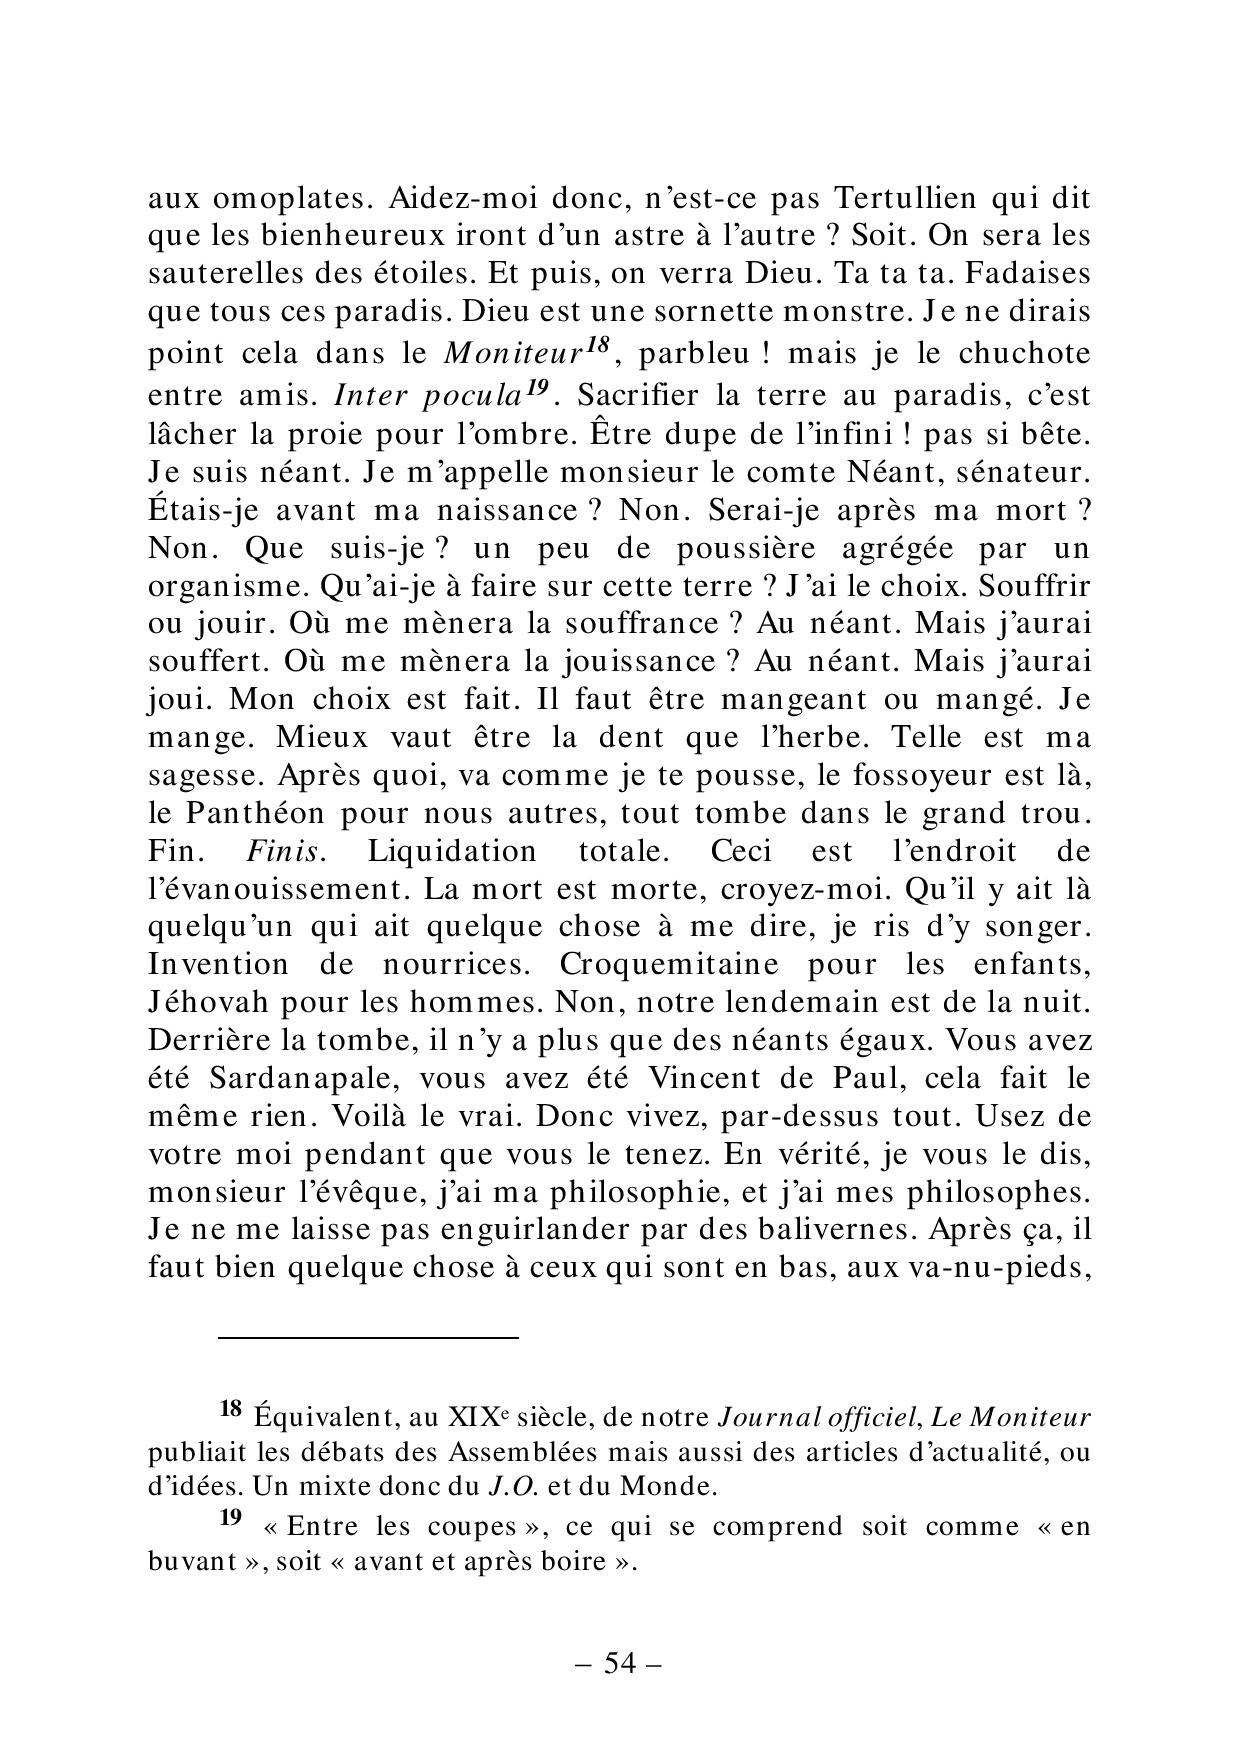 aux omoplates. Aidez-moi donc, n’est-ce pas Tertullien qui dit
que les bienheureux iront d’un astre à l’autre ? Soit. On sera les
sauterelles des étoiles. Et puis, on verra Dieu. Ta ta ta. Fadaises
que tous ces paradis. Dieu est une sornette monstre. Je ne dirais
point cela dans le Moniteur18, parbleu ! mais je le chuchote
entre amis. Inter pocula19. Sacrifier la terre au paradis, c’est
lâcher la proie pour l’ombre. Être dupe de l’infini ! pas si bête.
Je suis néant. Je m’appelle monsieur le comte Néant, sénateur.
Étais-je avant ma naissance ? Non. Serai-je après ma mort ?
Non. Que suis-je ? un peu de poussière agrégée par un
organisme. Qu’ai-je à faire sur cette terre ? J’ai le choix. Souffrir
ou jouir. Où me mènera la souffrance ? Au néant. Mais j’aurai
souffert. Où me mènera la jouissance ? Au néant. Mais j’aurai
joui. Mon choix est fait. Il faut être mangeant ou mangé. Je
mange. Mieux vaut être la dent que l’herbe. Telle est ma
sagesse. Après quoi, va comme je te pousse, le fossoyeur est là,
le Panthéon pour nous autres, tout tombe dans le grand trou.
Fin. Finis. Liquidation totale. Ceci est l’endroit de
l’évanouissement. La mort est morte, croyez-moi. Qu’il y ait là
quelqu’un qui ait quelque chose à me dire, je ris d’y songer.
Invention de nourrices. Croquemitaine pour les enfants,
Jéhovah pour les hommes. Non, notre lendemain est de la nuit.
Derrière la tombe, il n’y a plus que des néants égaux. Vous avez
été Sardanapale, vous avez été Vincent de Paul, cela fait le
même rien. Voilà le vrai. Donc vivez, par-dessus tout. Usez de
votre moi pendant que vous le tenez. En vérité, je vous le dis,
monsieur l’évêque, j’ai ma philosophie, et j’ai mes philosophes.
Je ne me laisse pas enguirlander par des balivernes. Après ça, il
faut bien quelque chose à ceux qui sont en bas, aux va-nu-pieds,
18 Équivalent, au XIXe siècle, de notre Journal officiel, Le Moniteur
publiait les débats des Assemblées mais aussi des articles d’actualité, ou
d’idées. Un mixte donc du J.O. et du Monde.
19 « Entre les coupes », ce qui se comprend soit comme « en
buvant », soit « avant et après boire ».
– 54 –